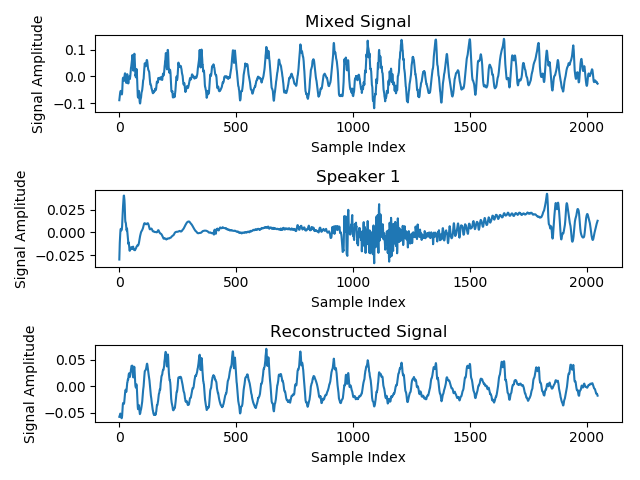 Mixed Signal
Signal Amplitude
0.1
0.0
−0.1
0 500 1000 1500 2000
Sample Index
Speaker 1
Signal Amplitude
0.025
0.000
−0.025
0 500 1000 1500 2000
Sample Index
Reconstructed Signal
Signal Amplitude
0.05
0.00
−0.05
0 500 1000 1500 2000
Sample Index